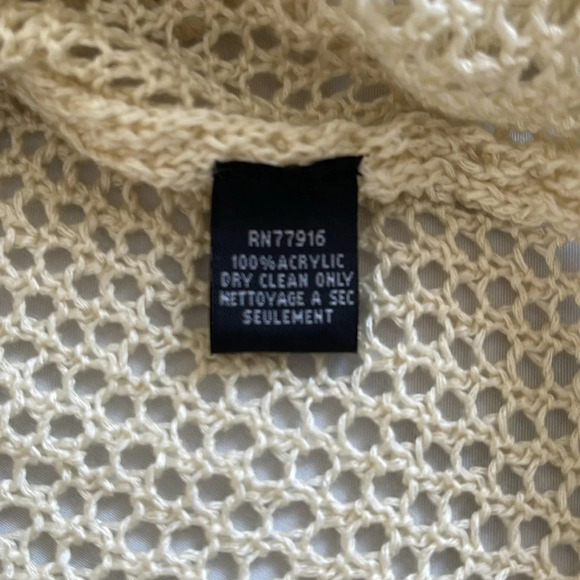 RN77916
100%ACRYLIC
DRY CLEAN ONLY
NETTOYAGE A SEC
SEULEMENT